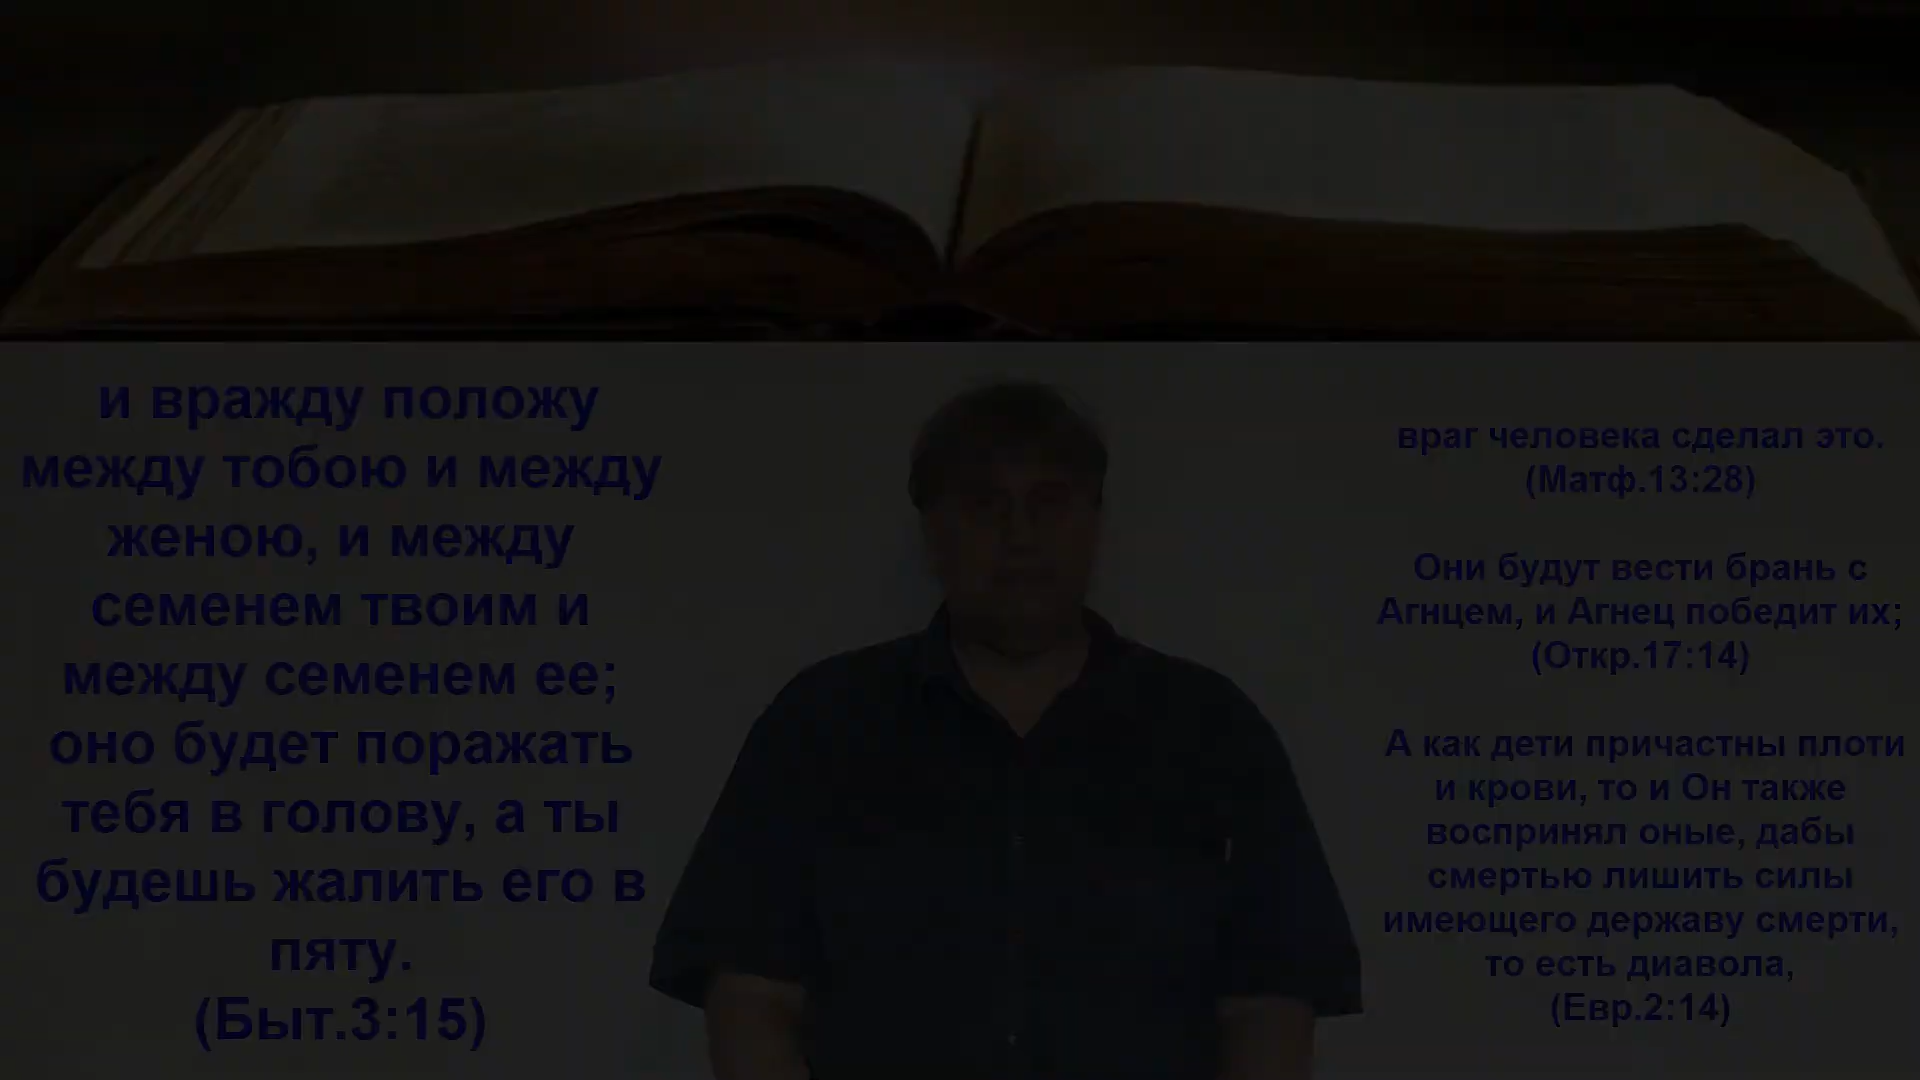 и вражду положу
между тобою и между
женою, и между
семенем твоим и
между семенем ее;
оно будет поражать
тебя в голову, а ты
будешь жалить его в
пяту.
(Быт.3:15)
враг человека сделал это.
(Матф.13:28)
Они будут вести брань с
Агнцем, и Агнец победит их;
(Откр.17:14)
А как дети причастны плоти
и крови, то и Он также
воспринял оные, дабы
смертью лишить силы
имеющего державу смерти,
то есть диавола,
(Евр.2:14)